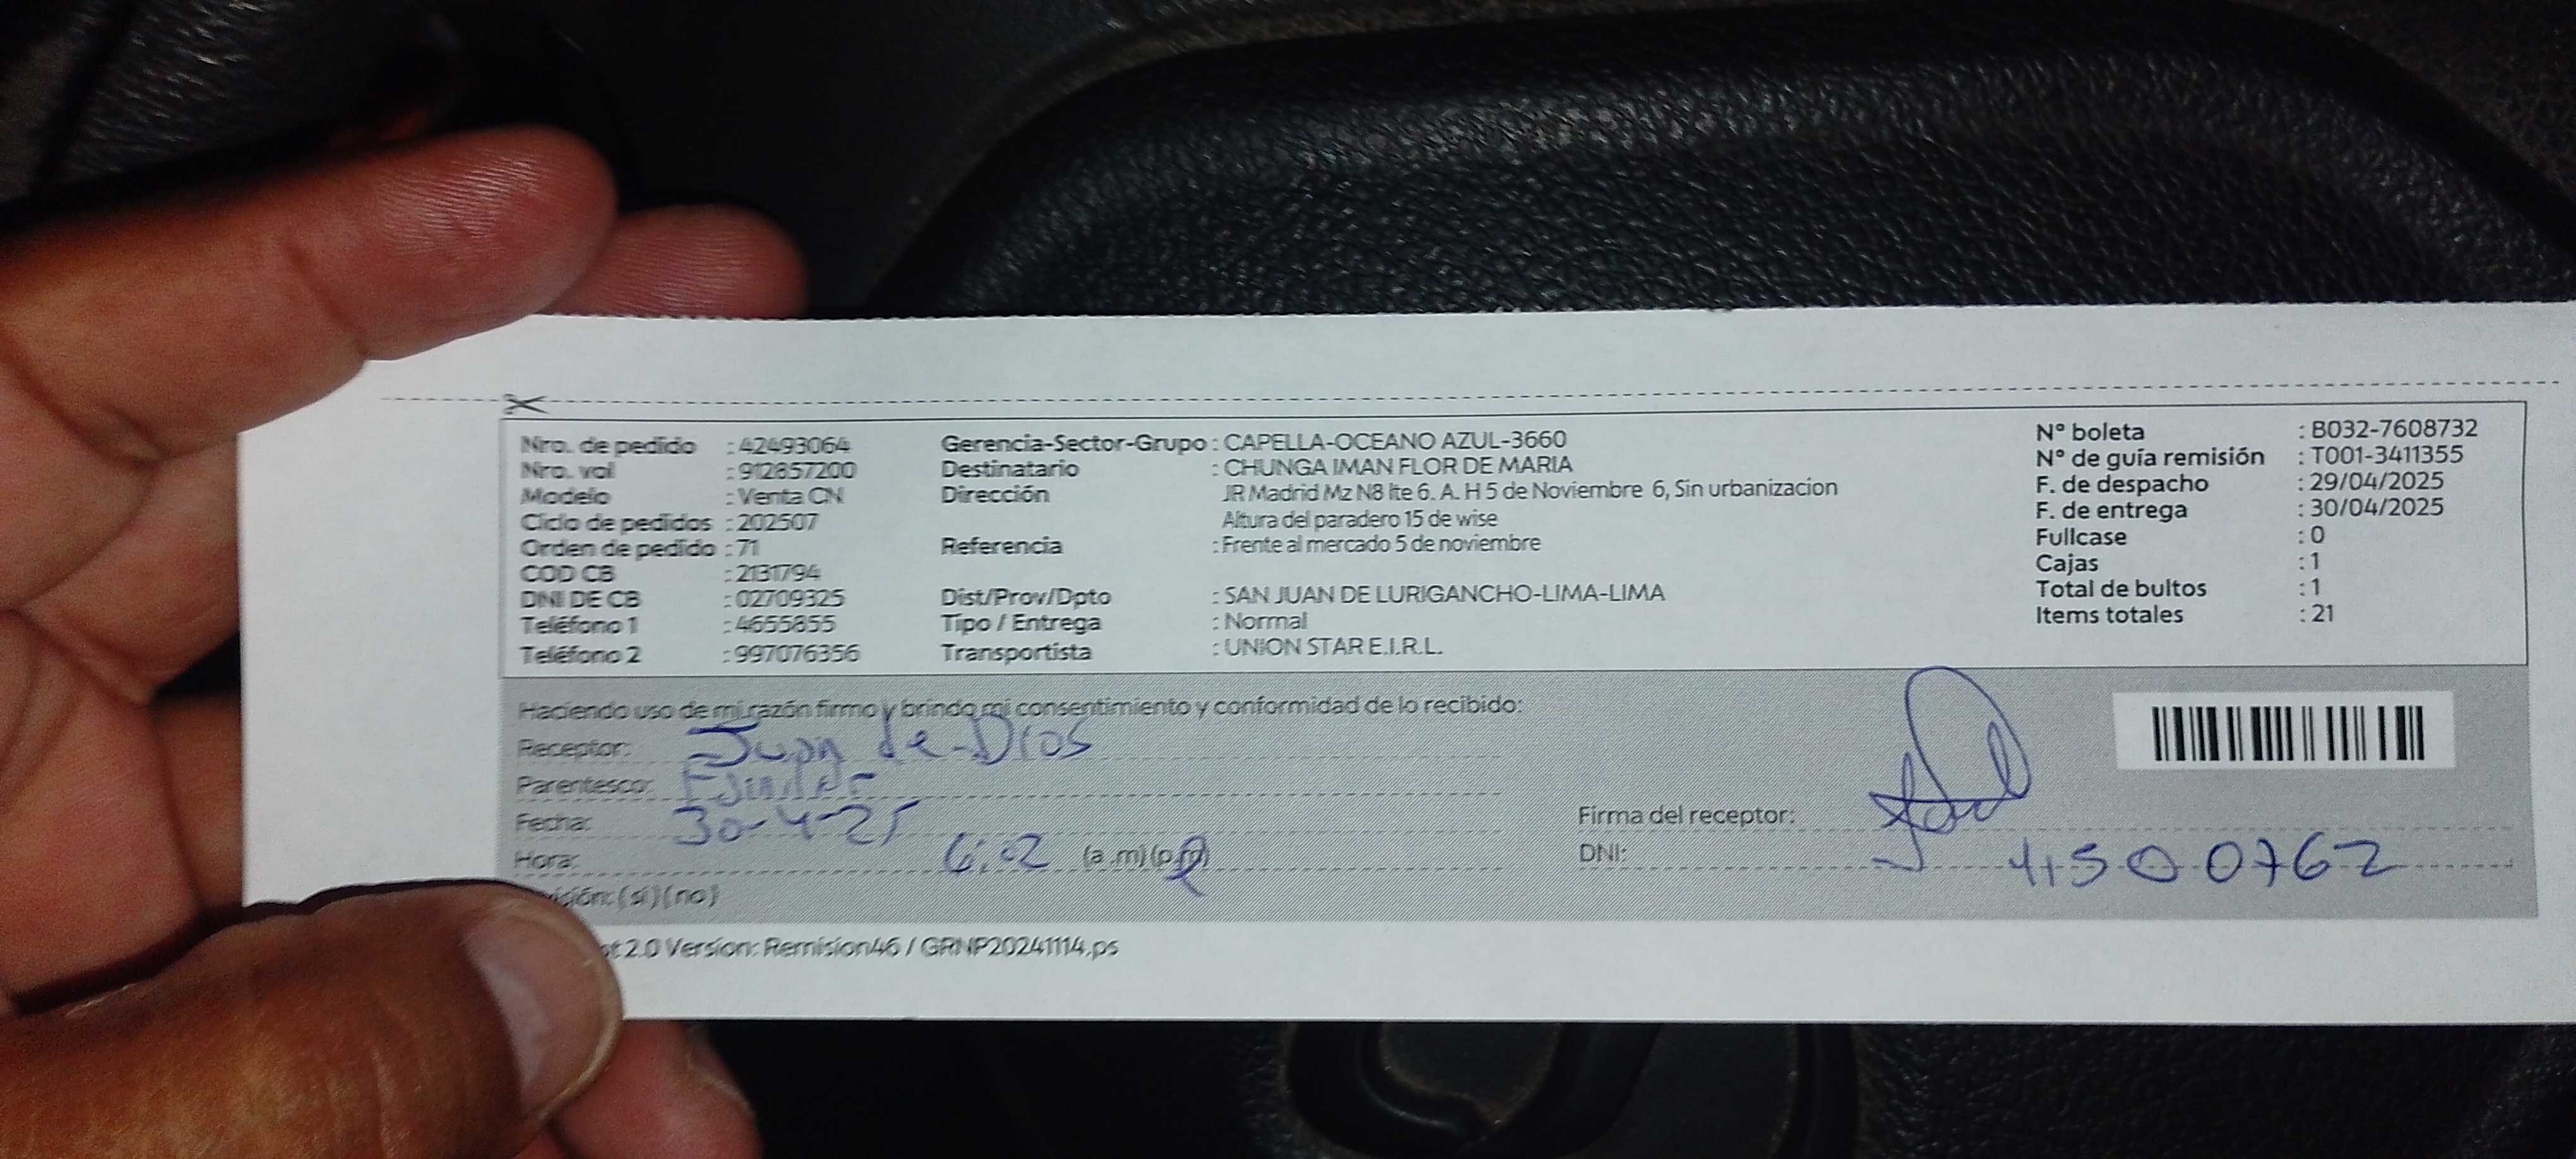 Nro. de pedido : 42493064
Nro. vol : 912857200
Modelo : Venta CN
Ciclo de pedidos : 202507
Orden de pedido : 71
COD CB : 2131794
DNI DE CB : 02709325
Teléfono 1 : 4655855
Teléfono 2 : 997076356
Gerencia-Sector-Grupo : CAPELLA-OCEANO AZUL-3660
Destinatario : CHUNGA IMAN FLOR DE MARIA
Dirección JR Madrid Mz N8 lte 6. A. H 5 de Noviembre 6, Sin urbanizacion
Altura del paradero 15 de wise
Referencia : Frente al mercado 5 de noviembre
Dist/Prov/Dpto : SAN JUAN DE LURIGANCHO-LIMA-LIMA
Tipo / Entrega : Normal
Transportista : UNION STAR E.I.R.L.
N° boleta : B032-7608732
N° de guía remisión : T001-3411355
F. de despacho : 29/04/2025
F. de entrega : 30/04/2025
Fullcase : 0
Cajas : 1
Total de bultos : 1
Items totales : 21
Haciendo uso de mi razón firmo y brindo mi consentimiento y conformidad de lo recibido:
Receptor: Juan de Dios
Parentesco:
Fecha: 30-4-25
Hora: 6:02 (a.m)(p.m)
(si)(no)
Firma del receptor:
DNI: 41500762
2.0 Version: Remision46 / GRNP20241114.ps